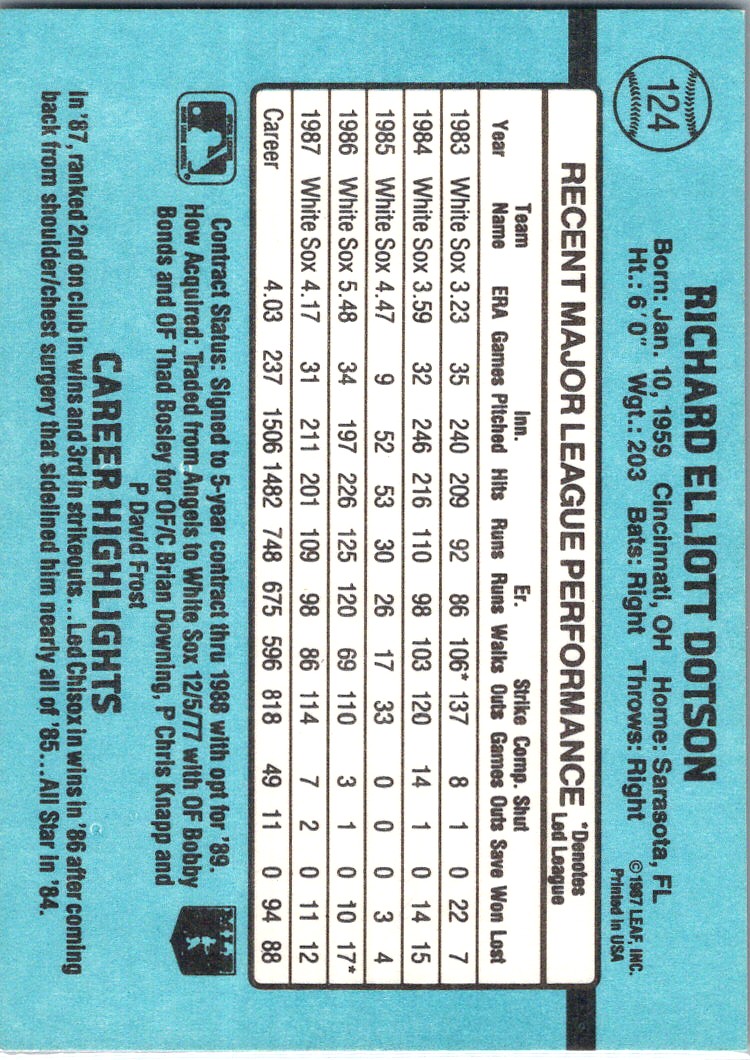 124
RICHARD ELLIOTT DOTSON
Born: Jan. 10, 1959 Cincinnati, OH Home: Sarasota, FL
Ht.: 6' 0" Wgt.: 203 Bats: Right Throws: Right
©1987 LEAF, INC.
Printed in USA
RECENT MAJOR LEAGUE PERFORMANCE
*Denotes
Led League
Team Inn. Er. Strike Comp. Shut
Year Name ERA Games Pitched Hits Runs Runs Walks Outs Games Outs Save Won Lost
1983 White Sox 3.23 35 240 209 92 86 106* 137 8 1 0 22 7
1984 White Sox 3.59 32 246 216 110 98 103 120 14 1 0 14 15
1985 White Sox 4.47 9 52 53 30 26 17 33 0 0 0 3 4
1986 White Sox 5.48 34 197 226 125 120 69 110 3 1 0 10 17*
1987 White Sox 4.17 31 211 201 109 98 86 114 7 2 0 11 12
Career 4.03 237 1506 1482 748 675 596 818 49 11 0 94 88
Contract Status: Signed to 5-year contract thru 1988 with opt for '89.
How Acquired: Traded from Angels to White Sox 12/5/77 with OF Bobby
Bonds and OF Thad Bosley for OF/C Brian Downing, P Chris Knapp and
P David Frost
CAREER HIGHLIGHTS
In '87, ranked 2nd on club in wins and 3rd in strikeouts...Led Chisox in wins in '86 after coming
back from shoulder/chest surgery that sidelined him nearly all of '85...All Star in '84.